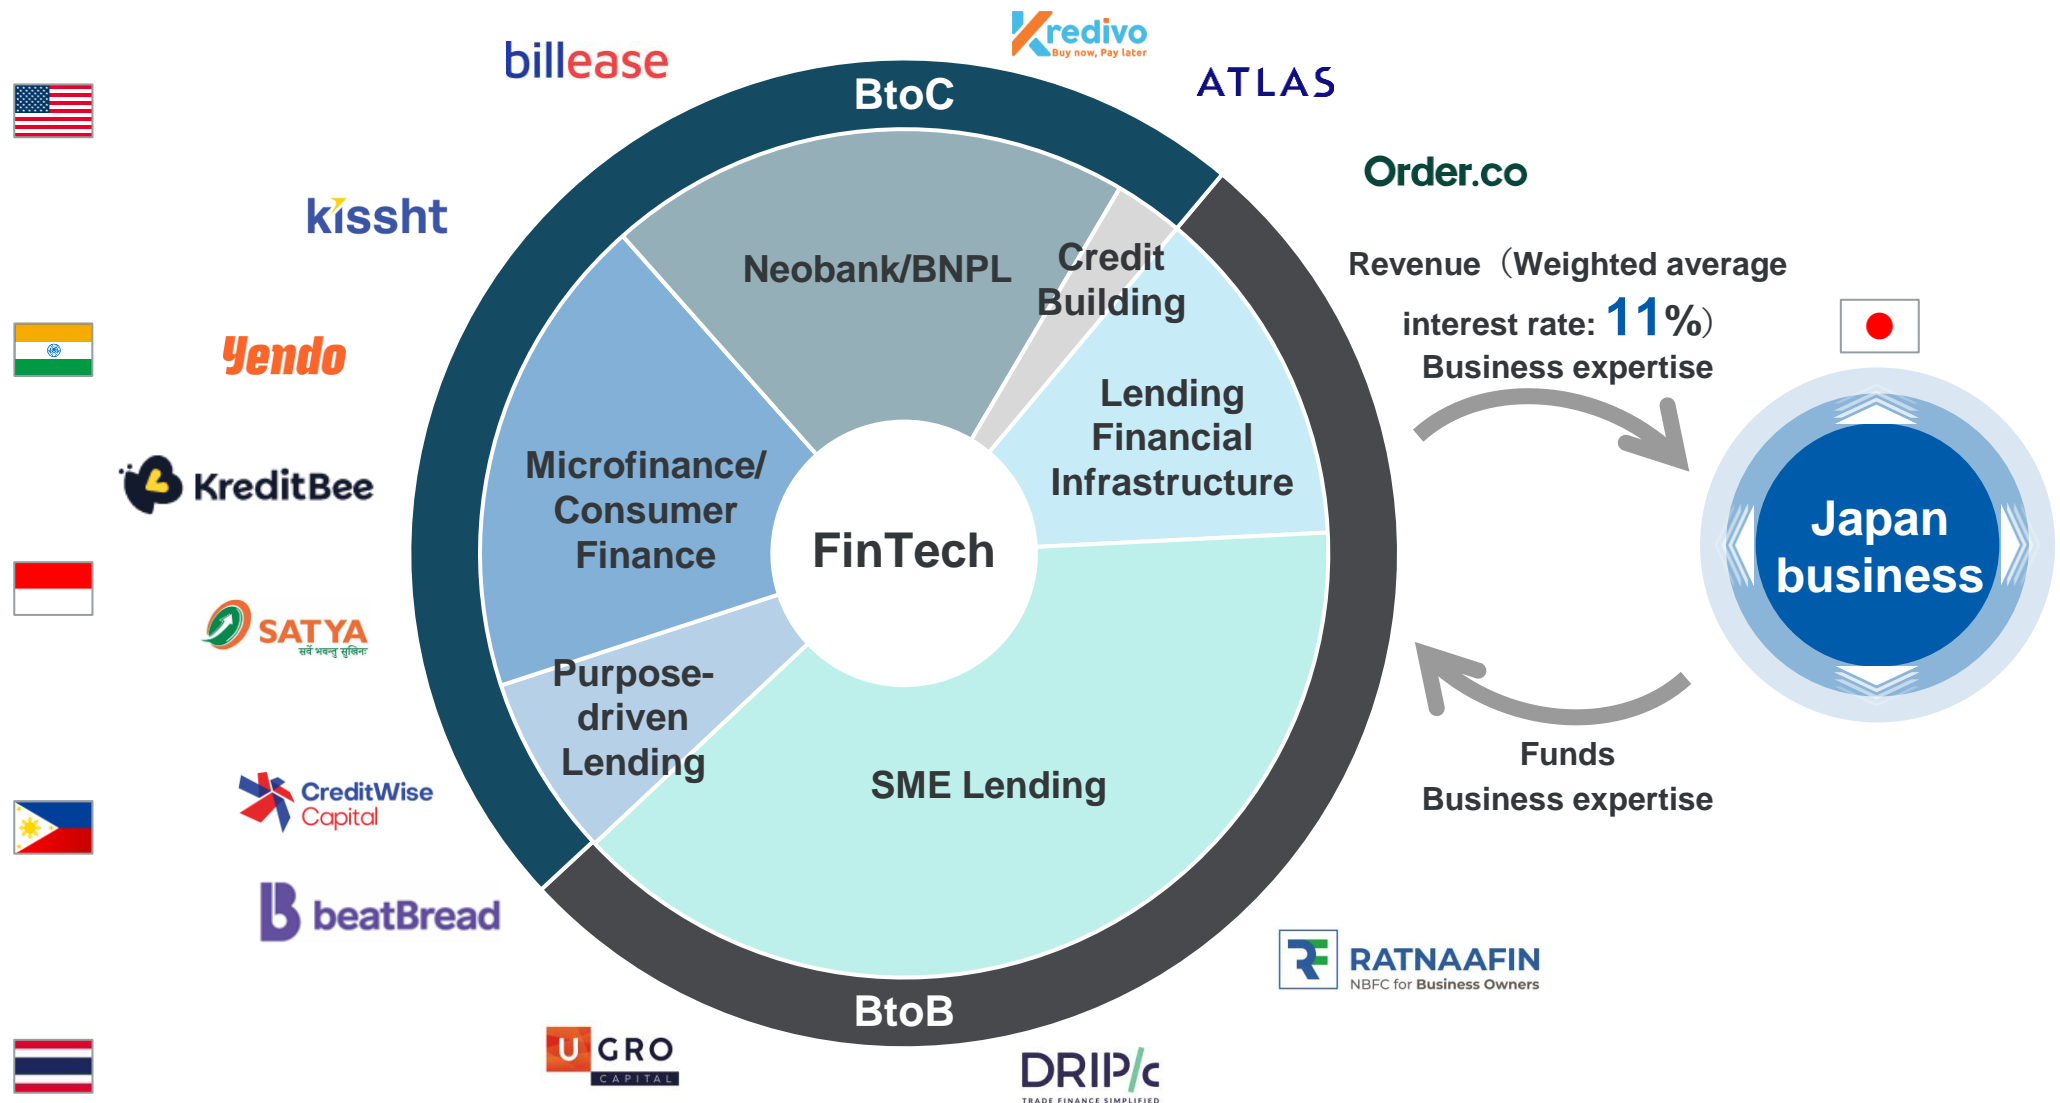 billease
Kredivo
Buy now, Pay later
ATLAS
BtoC
Order.co
kissht
Neobank/BNPL
Credit
Building
Revenue（Weighted average
interest rate: 11%）
Business expertise
Yendo
Lending
Financial
Infrastructure
Microfinance/
Consumer
Finance
KreditBee
FinTech
Japan
business
SATYA
सर्वे भवन्तु सुखिनः
Purpose-
driven
Lending
SME Lending
Funds
Business expertise
CreditWise
Capital
beatBread
RATNAAFIN
NBFC for Business Owners
BtoB
U GRO
CAPITAL
DRIP/c
TRADE FINANCE SIMPLIFIED